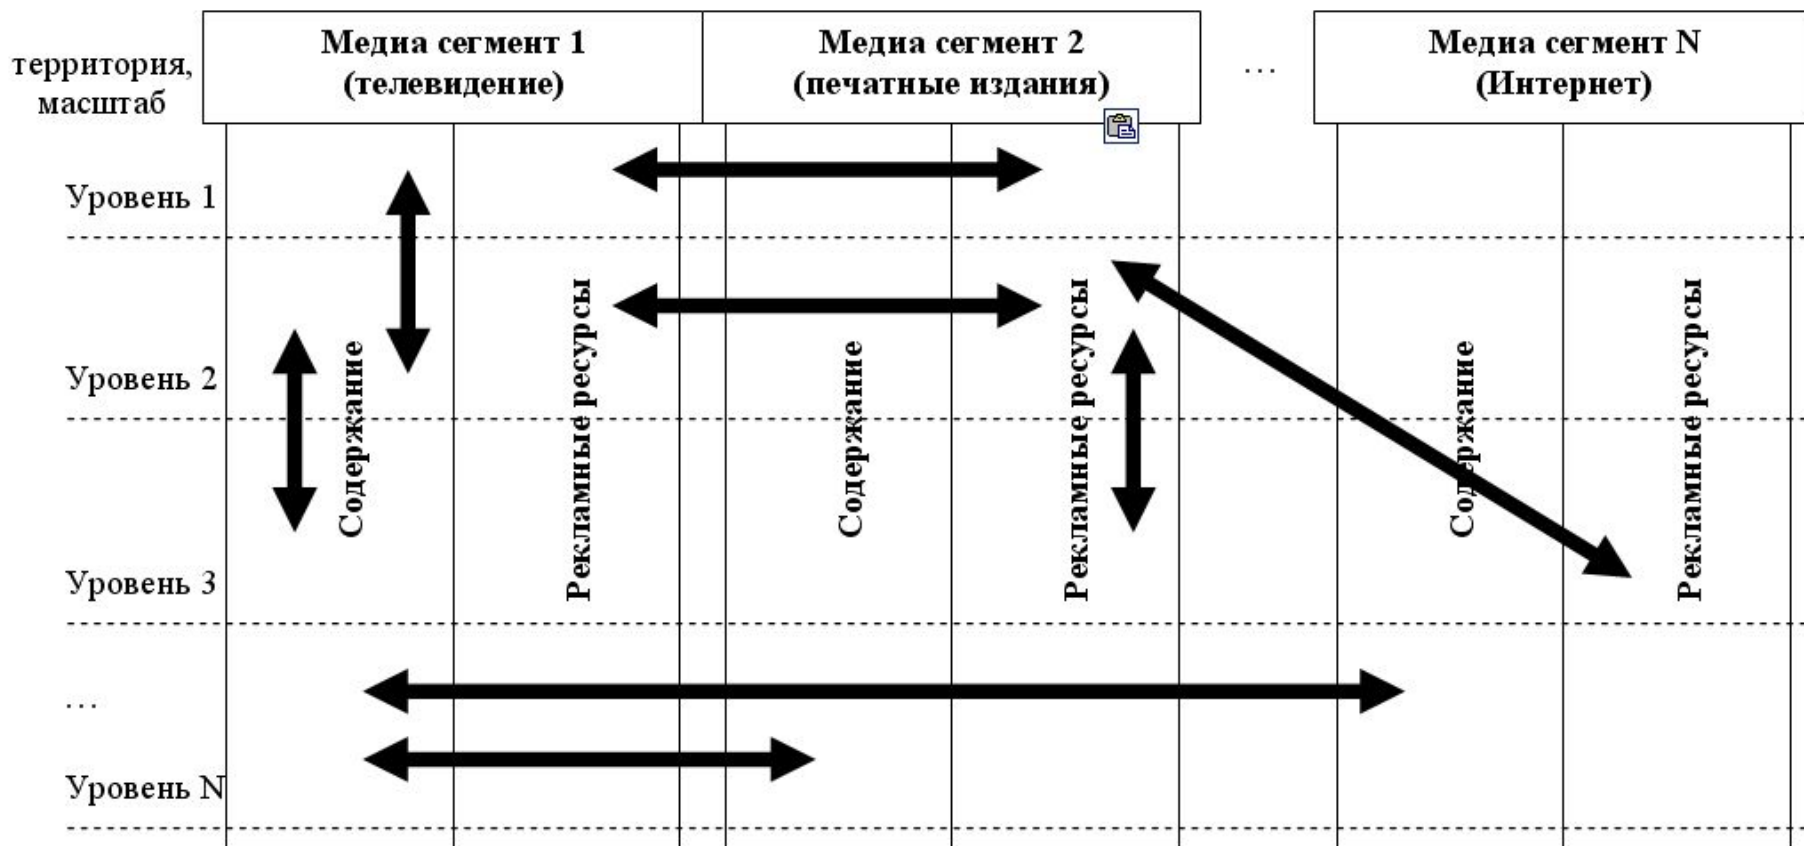 территория,
масштаб
Медиа сегмент 1
(телевидение)
Медиа сегмент 2
(печатные издания)
...
Медиа сегмент N
(Интернет)
Уровень 1
Уровень 2
Уровень 3
...
Уровень N
Содержание
Рекламные ресурсы
Содержание
Рекламные ресурсы
Содержание
Рекламные ресурсы